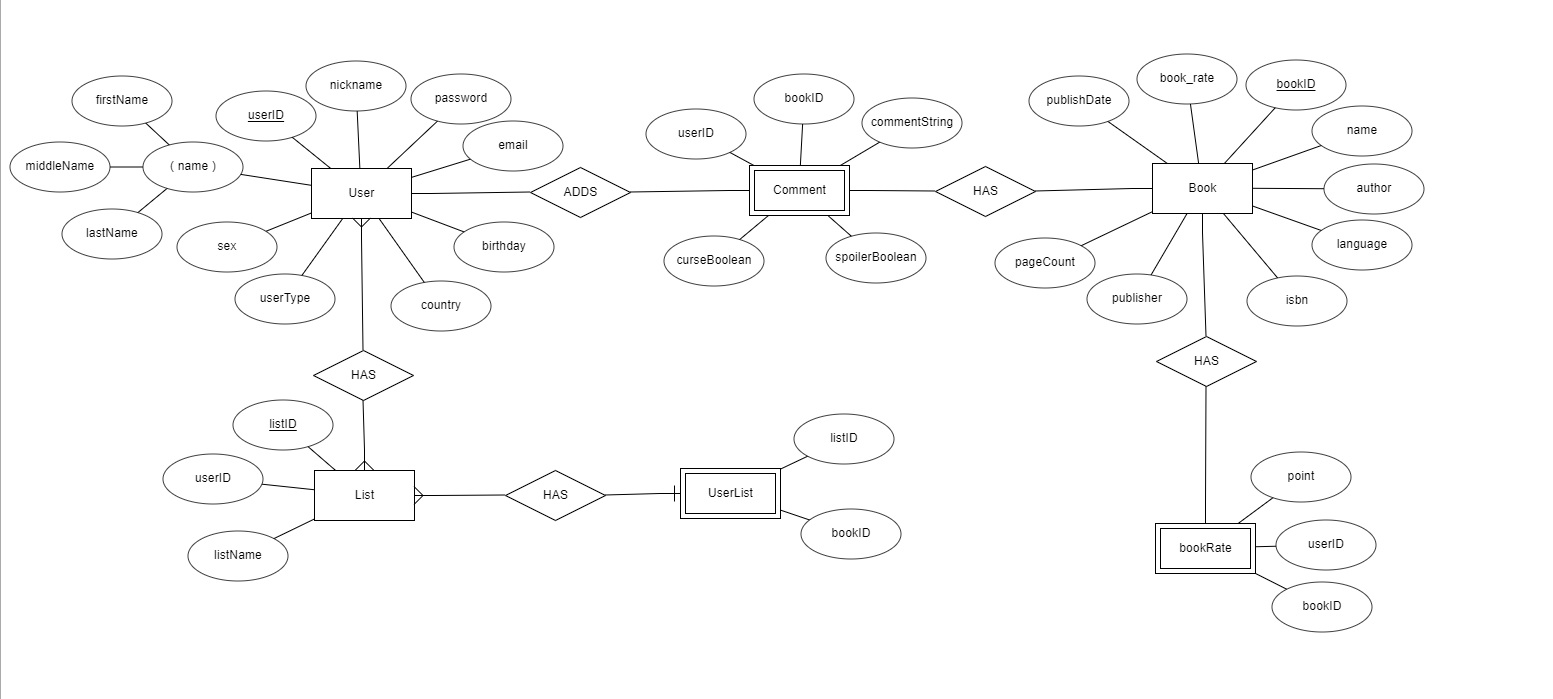 firstName
middleName
( name )
lastName
userID
nickname
password
email
User
sex
userType
country
birthday
ADDS
userID
bookID
commentString
Comment
curseBoolean
spoilerBoolean
HAS
publishDate
book_rate
bookID
name
author
language
Book
pageCount
publisher
isbn
HAS
HAS
listID
userID
List
listName
HAS
listID
UserList
bookID
point
userID
bookRate
bookID